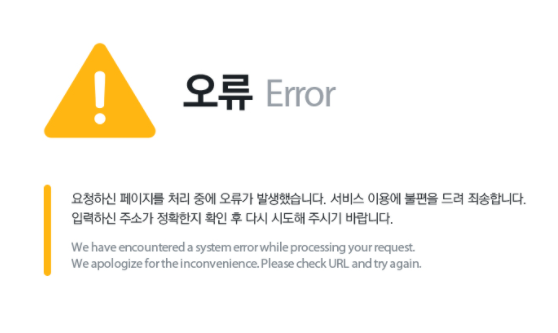 오류 Error
요청하신 페이지를 처리 중에 오류가 발생했습니다. 서비스 이용에 불편을 드려 죄송합니다.
입력하신 주소가 정확한지 확인 후 다시 시도해 주시기 바랍니다.
We have encountered a system error while processing your request.
We apologize for the inconvenience. Please check URL and try again.